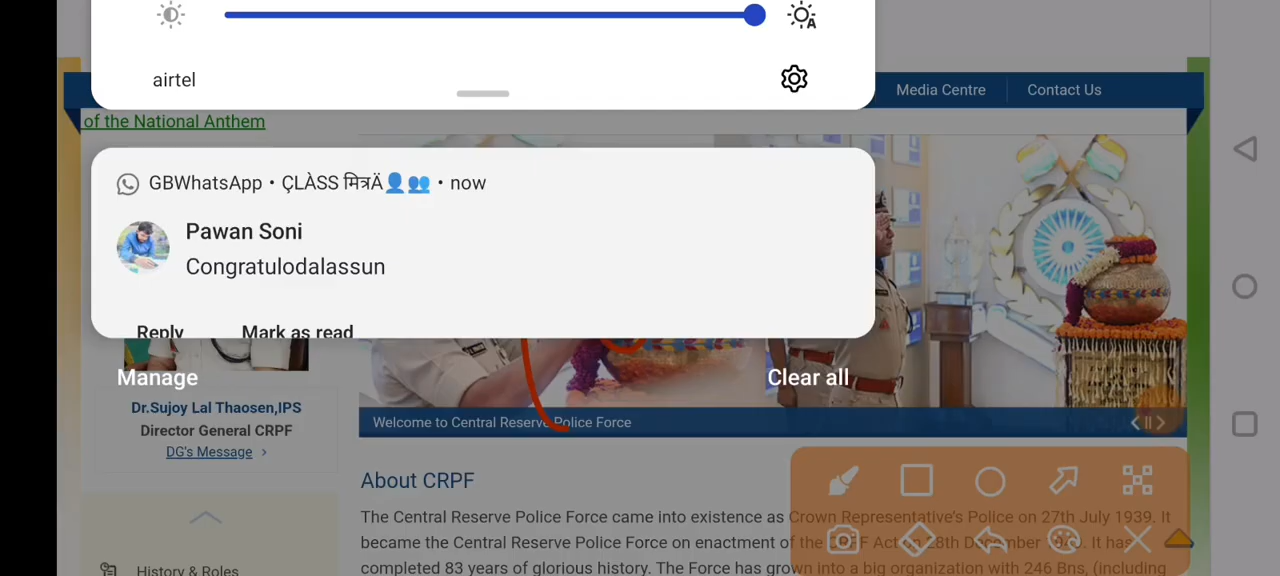 airtel
Media Centre
Contact Us
of the National Anthem
GBWhatsApp • ÇLÀSS मित्रÄ👤👥 • now
Pawan Soni
Congratulodalassun
Reply
Mark as read
Manage
Clear all
Dr.Sujoy Lal Thaosen,IPS
Director General CRPF
DG's Message ›
Welcome to Central Reserve Police Force
About CRPF
The Central Reserve Police Force came into existence as Crown Representative's Police on 27th July 1939. It
became the Central Reserve Police Force on enactment of the CRPF Act on 28th December It has
completed 83 years of glorious history. The Force has grown into a big organization with 246 Bns, (including
History & Roles